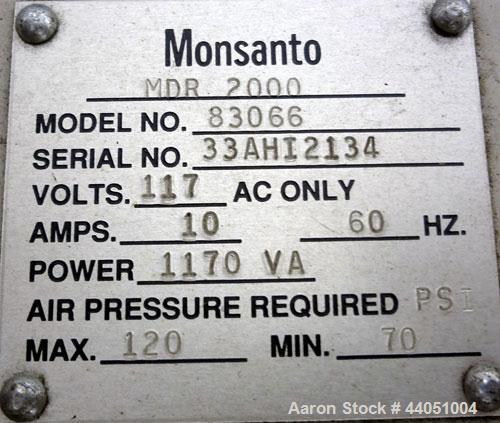 Monsanto
MDR 2000
MODEL NO. 83066
SERIAL NO. 33AHI2134
VOLTS. 117 AC ONLY
AMPS. 10 60 HZ.
POWER 1170 VA
AIR PRESSURE REQUIRED PSI
MAX. 120 MIN. 70
Aaron Stock # 44051004